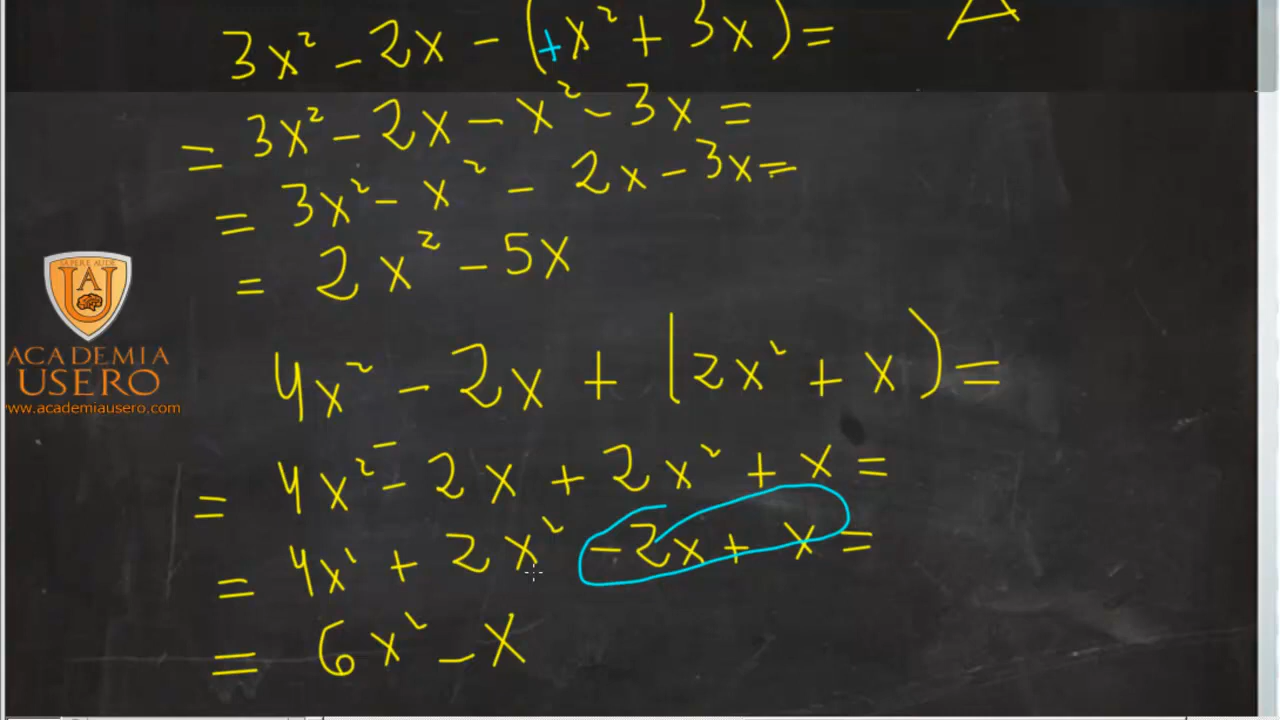 3x² - 2x - (+x² + 3x) = A
= 3x² - 2x - x² - 3x =
= 3x² - x² - 2x - 3x =
= 2x² - 5x
SAPERE AUDE
UA
ACADEMIA
USERO
www.academiausero.com
4x² - 2x + (2x² + x) =
= 4x² - 2x + 2x² + x =
= 4x² + 2x² - 2x + x =
= 6x² - x